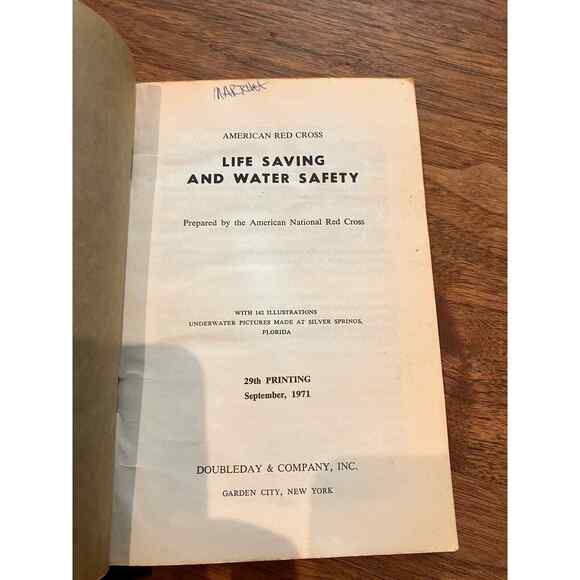 AMERICAN RED CROSS
LIFE SAVING
AND WATER SAFETY
Prepared by the American National Red Cross
WITH 142 ILLUSTRATIONS
UNDERWATER PICTURES MADE AT SILVER SPRINGS,
FLORIDA
29th PRINTING
September, 1971
DOUBLEDAY & COMPANY, INC.
GARDEN CITY, NEW YORK